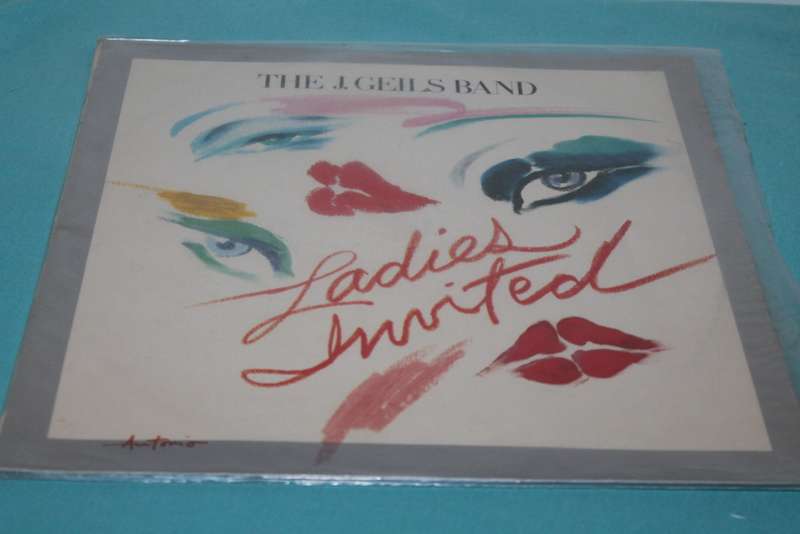 THE J. GEILS BAND
Ladies
Invited
Antonio